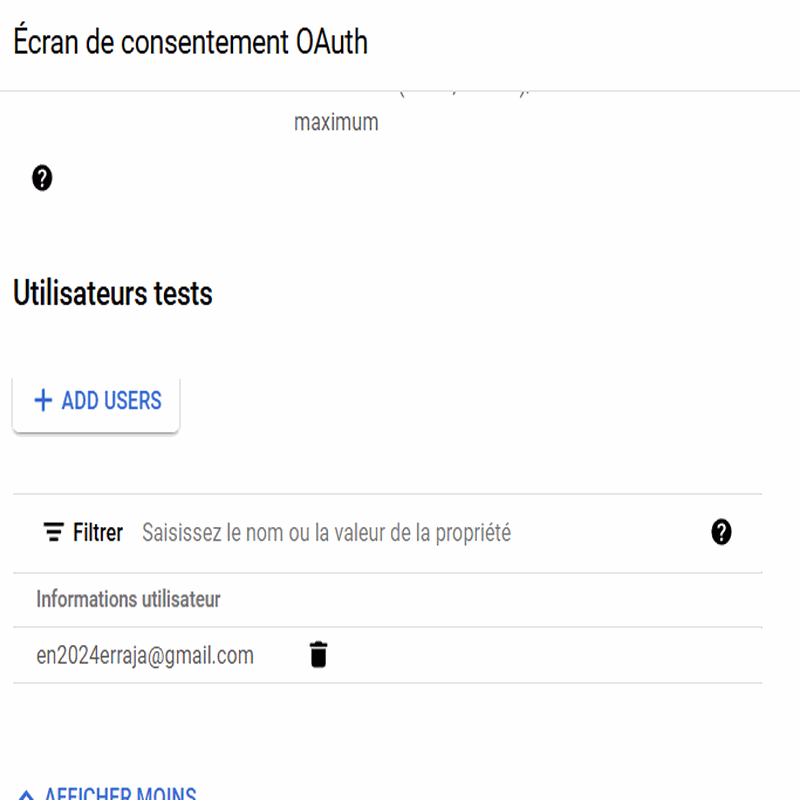 Écran de consentement OAuth
maximum
Utilisateurs tests
+ ADD USERS
Filtrer Saisissez le nom ou la valeur de la propriété
Informations utilisateur
en2024erraja@gmail.com
AFFICHER MOINS